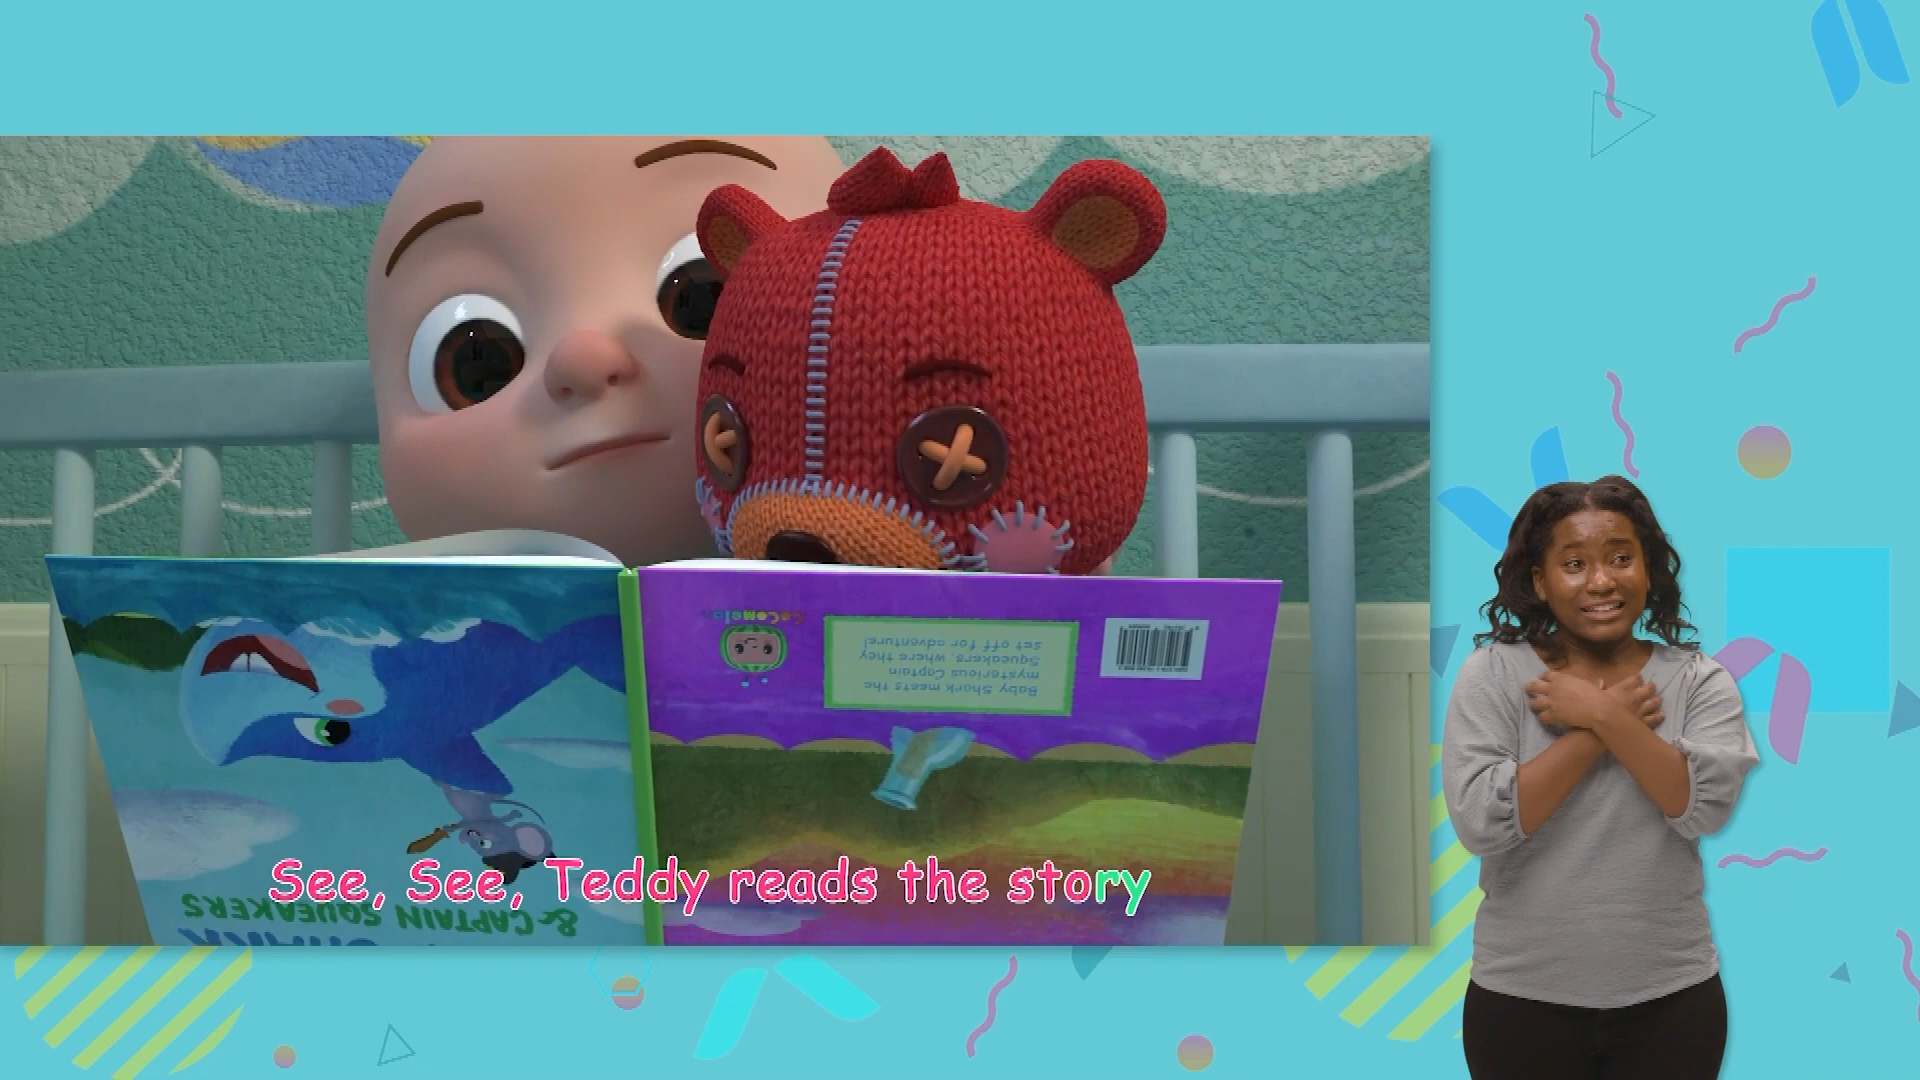 CoComelon
Baby Shark meets the
mysterious Captain
Squeakers, where they
set off for adventure!
See, See, Teddy reads the story
& CAPTAIN SQUEAKERS
SHARK